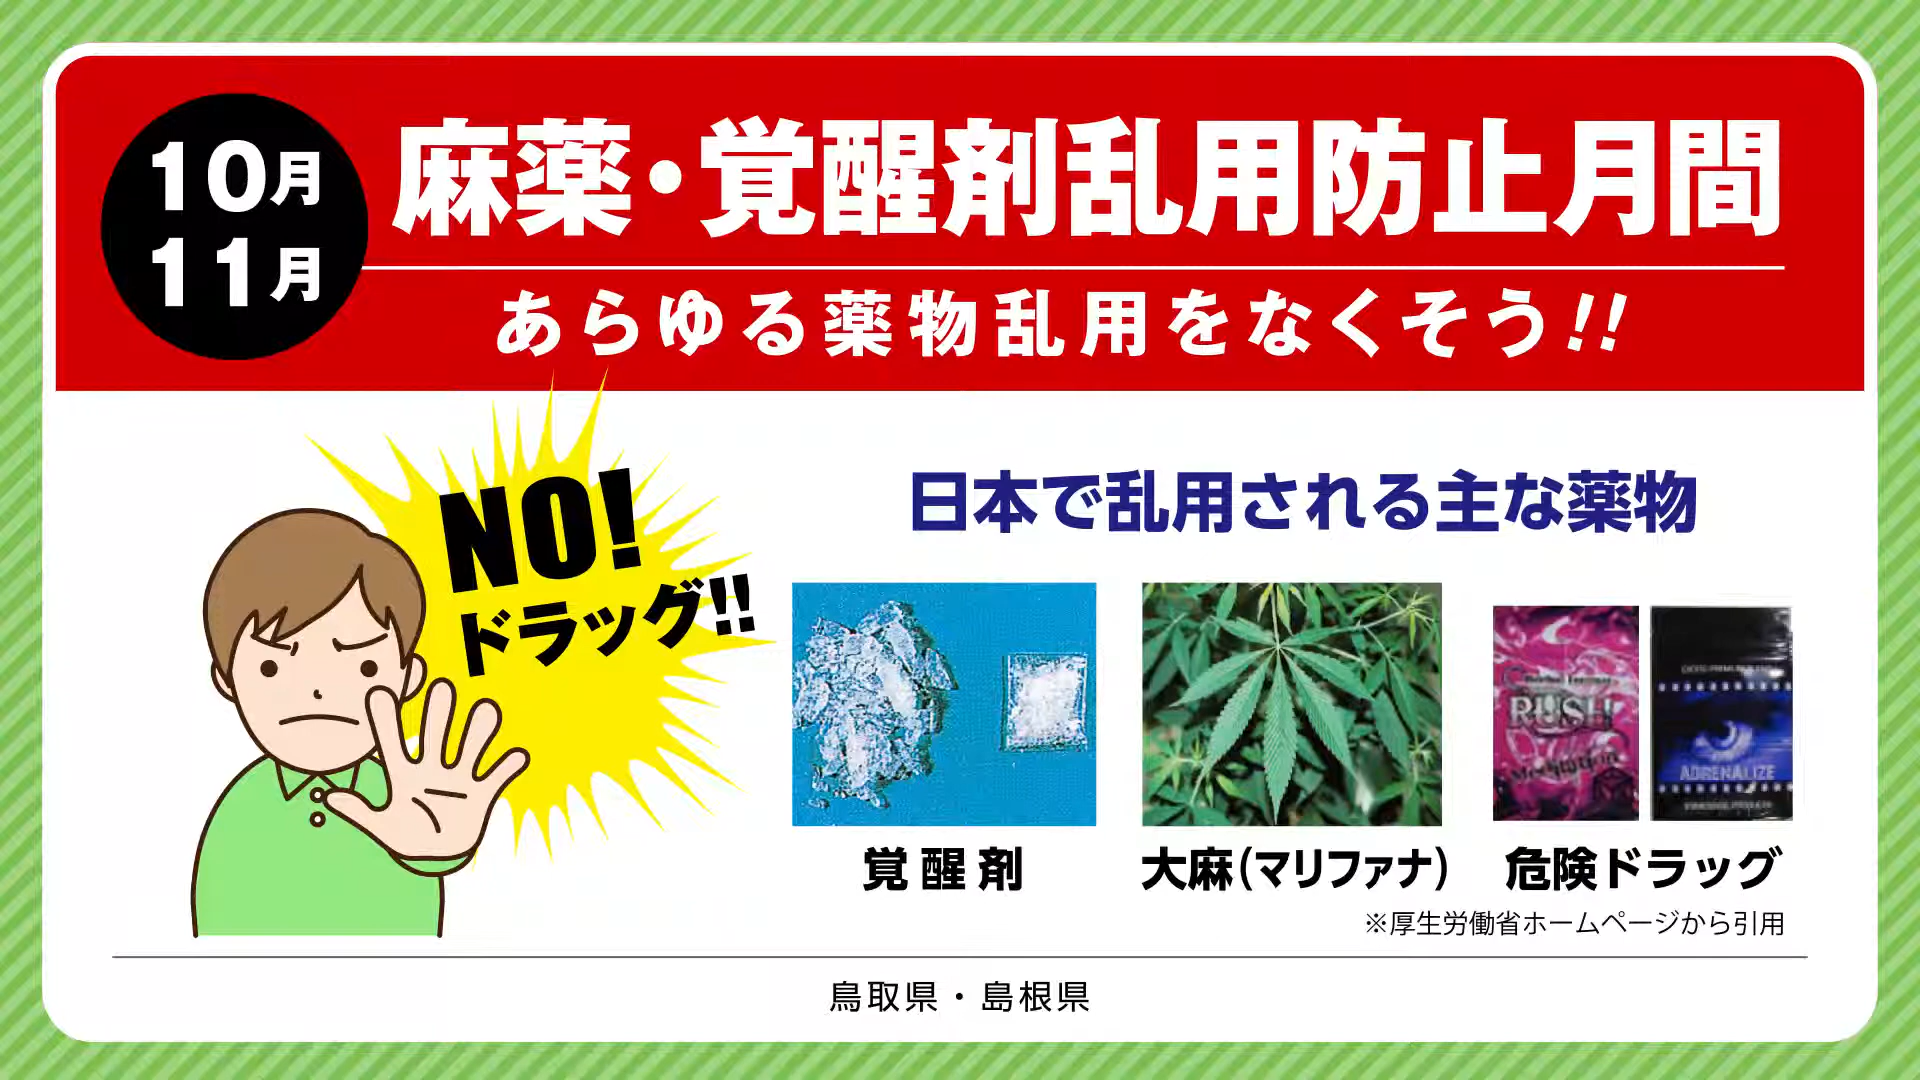 10月
11月
麻薬・覚醒剤乱用防止月間
あらゆる薬物乱用をなくそう!!
NO!
ドラッグ!!
日本で乱用される主な薬物
RUSH
Meditation
ADRENALIZE
覚醒剤
大麻(マリファナ)
危険ドラッグ
※厚生労働省ホームページから引用
鳥取県・島根県